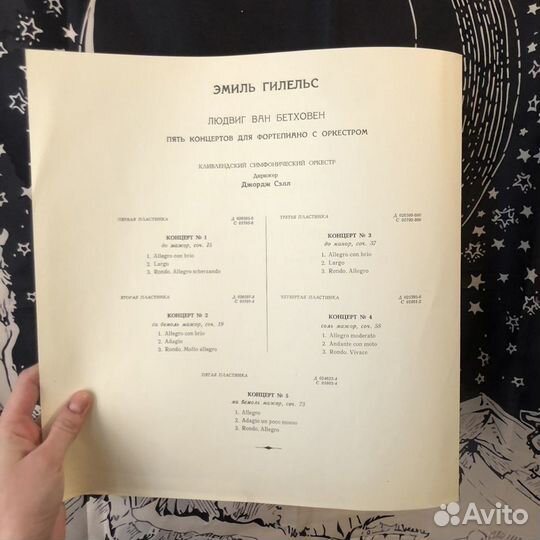 ЭМИЛЬ ГИЛЕЛЬС
ЛЮДВИГ ВАН БЕТХОВЕН
ПЯТЬ КОНЦЕРТОВ ДЛЯ ФОРТЕПИАНО С ОРКЕСТРОМ
КЛИВЛЕНДСКИЙ СИМФОНИЧЕСКИЙ ОРКЕСТР
Дирижер
Джордж Сэлл
ПЕРВАЯ ПЛАСТИНКА
КОНЦЕРТ № 1
до мажор, соч. 15
1. Allegro con brio
2. Largo
3. Rondo. Allegro scherzando
ВТОРАЯ ПЛАСТИНКА
КОНЦЕРТ № 2
си бемоль мажор, соч. 19
1. Allegro con brio
2. Adagio
3. Rondo. Molto allegro
ТРЕТЬЯ ПЛАСТИНКА
КОНЦЕРТ № 3
до минор, соч. 37
1. Allegro con brio
2. Largo
3. Rondo. Allegro
ЧЕТВЕРТАЯ ПЛАСТИНКА
КОНЦЕРТ № 4
соль мажор, соч. 58
1. Allegro moderato
2. Andante con moto
3. Rondo. Vivace
ПЯТАЯ ПЛАСТИНКА
КОНЦЕРТ № 5
ми бемоль мажор, соч. 73
1. Allegro
2. Adagio un poco mosso
3. Rondo. Allegro
Avito